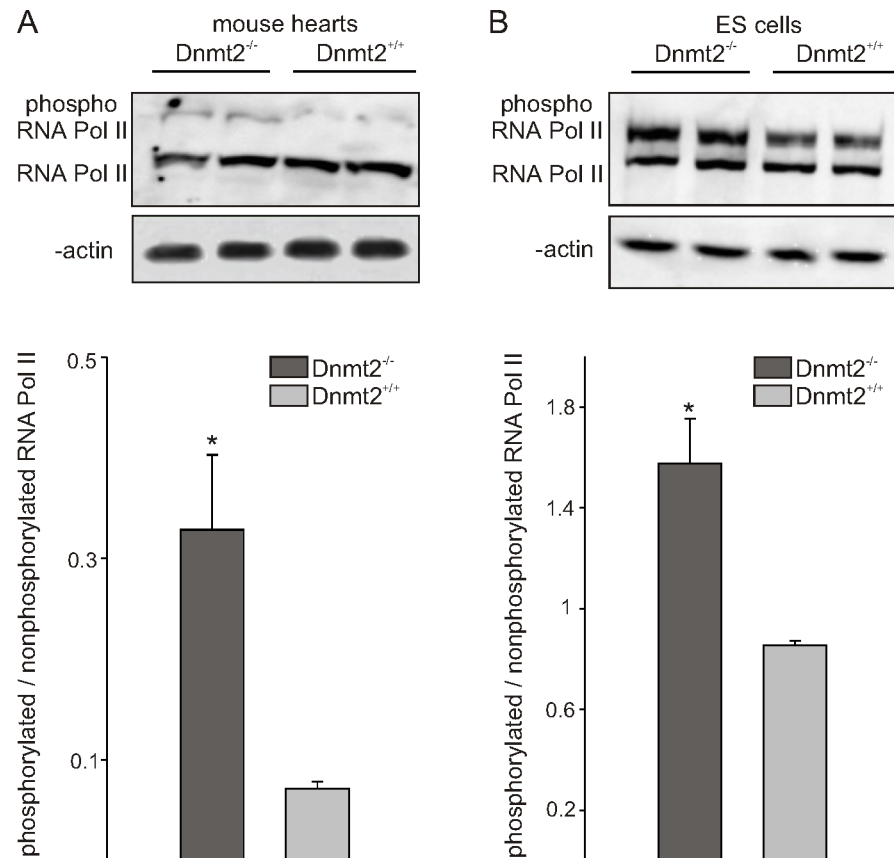 A
mouse hearts
Dnmt2-/-
Dnmt2+/+
phospho
RNA Pol II
RNA Pol II
-actin
phosphorylated / nonphosphorylated RNA Pol II
0.5
0.3
0.1
*
Dnmt2-/-
Dnmt2+/+
B
ES cells
Dnmt2-/-
Dnmt2+/+
phospho
RNA Pol II
RNA Pol II
-actin
phosphorylated / nonphosphorylated RNA Pol II
1.8
1.4
1
0.6
0.2
*
Dnmt2-/-
Dnmt2+/+